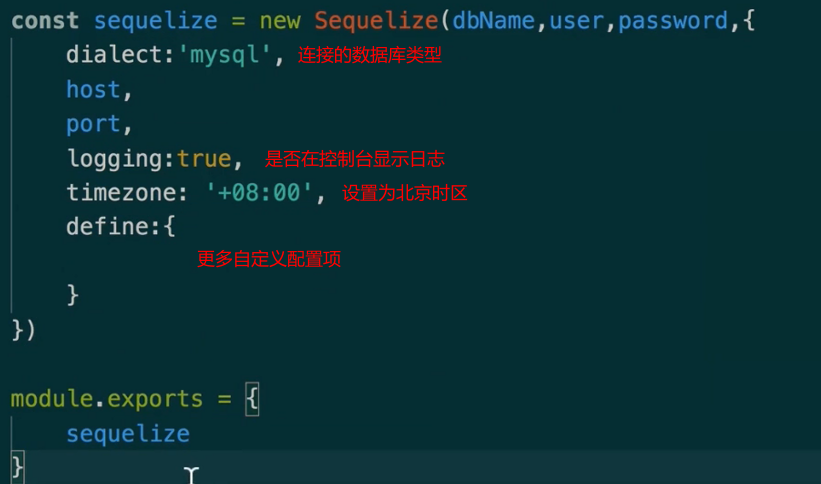 const sequelize = new Sequelize(dbName,user,password,{
dialect:'mysql', 连接的数据库类型
host,
port,
logging:true, 是否在控制台显示日志
timezone: '+08:00', 设置为北京时区
define:{
更多自定义配置项
}
})
module.exports = {
sequelize
}